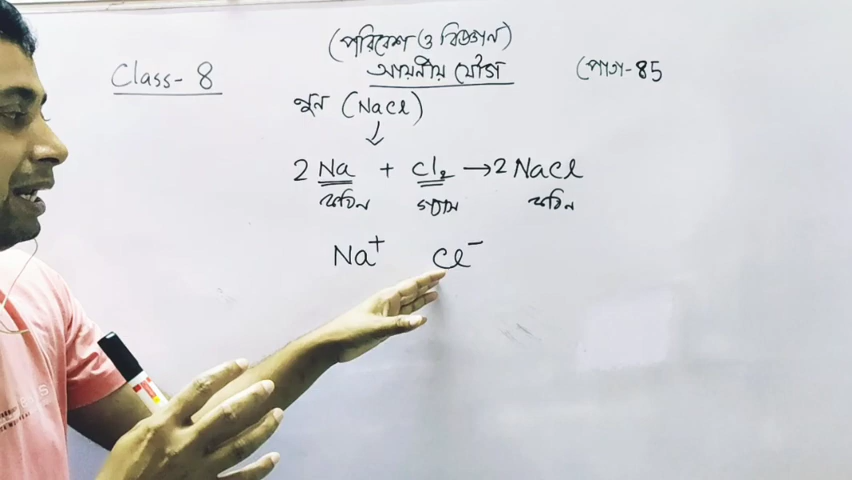 (পরিবেশ ও বিজ্ঞান)
Class-8
আয়নীয় যৌগ
(পাতা-85
নুন (NaCl)
2 Na + Cl₂ → 2 NaCl
কঠিন গ্যাস কঠিন
Na⁺ Cl⁻